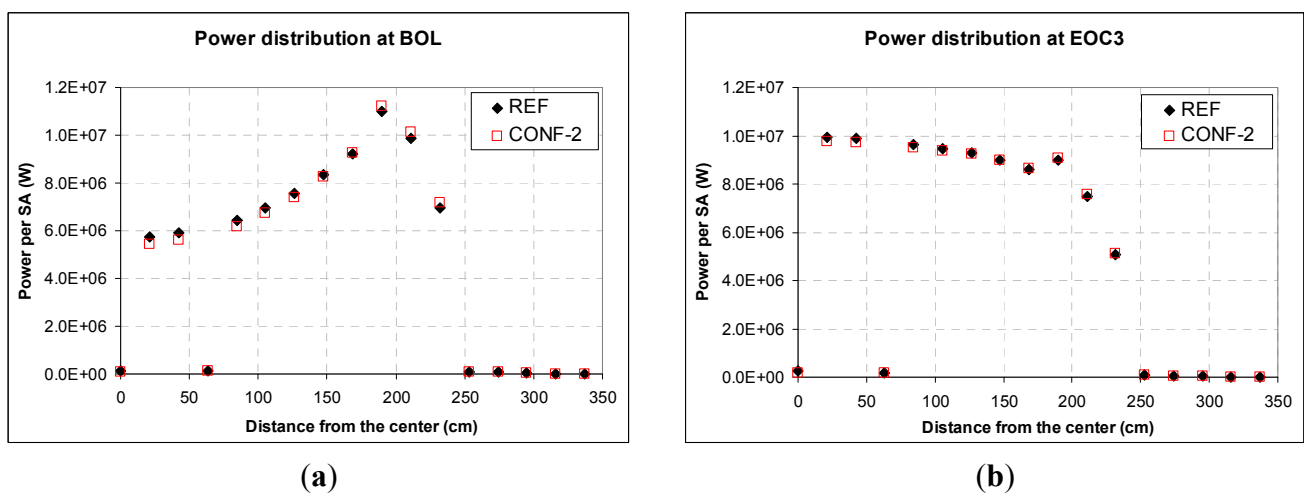 Power distribution at BOL
1.2E+07
1.0E+07
8.0E+06
6.0E+06
4.0E+06
2.0E+06
0.0E+00
Power per SA (W)
REF
CONF-2
0 50 100 150 200 250 300 350
Distance from the center (cm)
(a)
Power distribution at EOC3
1.2E+07
1.0E+07
8.0E+06
6.0E+06
4.0E+06
2.0E+06
0.0E+00
Power per SA (W)
REF
CONF-2
0 50 100 150 200 250 300 350
Distance from the center (cm)
(b)